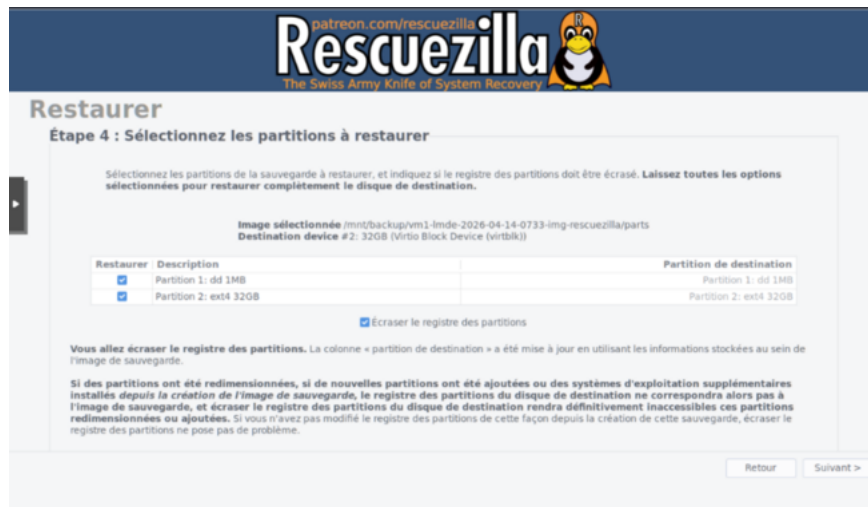 patreon.com/rescuezilla
Rescuezilla
The Swiss Army Knife of System Recovery
R
Restaurer
Étape 4 : Sélectionnez les partitions à restaurer
Sélectionnez les partitions de la sauvegarde à restaurer, et indiquez si le registre des partitions doit être écrasé. Laissez toutes les options
sélectionnées pour restaurer complètement le disque de destination.
Image sélectionnée /mnt/backup/vm1-lmde-2026-04-14-0733-img-rescuezilla/parts
Destination device #2: 32GB (Virtio Block Device (virtblk))
Restaurer Description Partition de destination
Partition 1: dd 1MB Partition 1: dd 1MB
Partition 2: ext4 32GB Partition 2: ext4 32GB
Écraser le registre des partitions
Vous allez écraser le registre des partitions. La colonne « partition de destination » a été mise à jour en utilisant les informations stockées au sein de
l'image de sauvegarde.
Si des partitions ont été redimensionnées, si de nouvelles partitions ont été ajoutées ou des systèmes d'exploitation supplémentaires
installés depuis la création de l'image de sauvegarde, le registre des partitions du disque de destination ne correspondra alors pas à
l'image de sauvegarde, et écraser le registre des partitions du disque de destination rendra définitivement inaccessibles ces partitions
redimensionnées ou ajoutées. Si vous n'avez pas modifié le registre des partitions de cette façon depuis la création de cette sauvegarde, écraser le
registre des partitions ne pose pas de problème.
Retour Suivant >